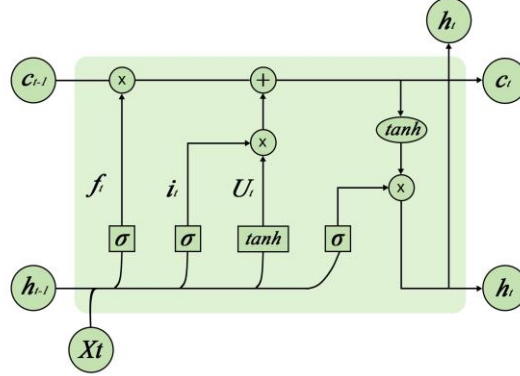 hₜ
cₜ₋₁ x + cₜ
tanh
x
fₜ iₜ Uₜ x
σ σ tanh σ
hₜ₋₁ hₜ
Xt